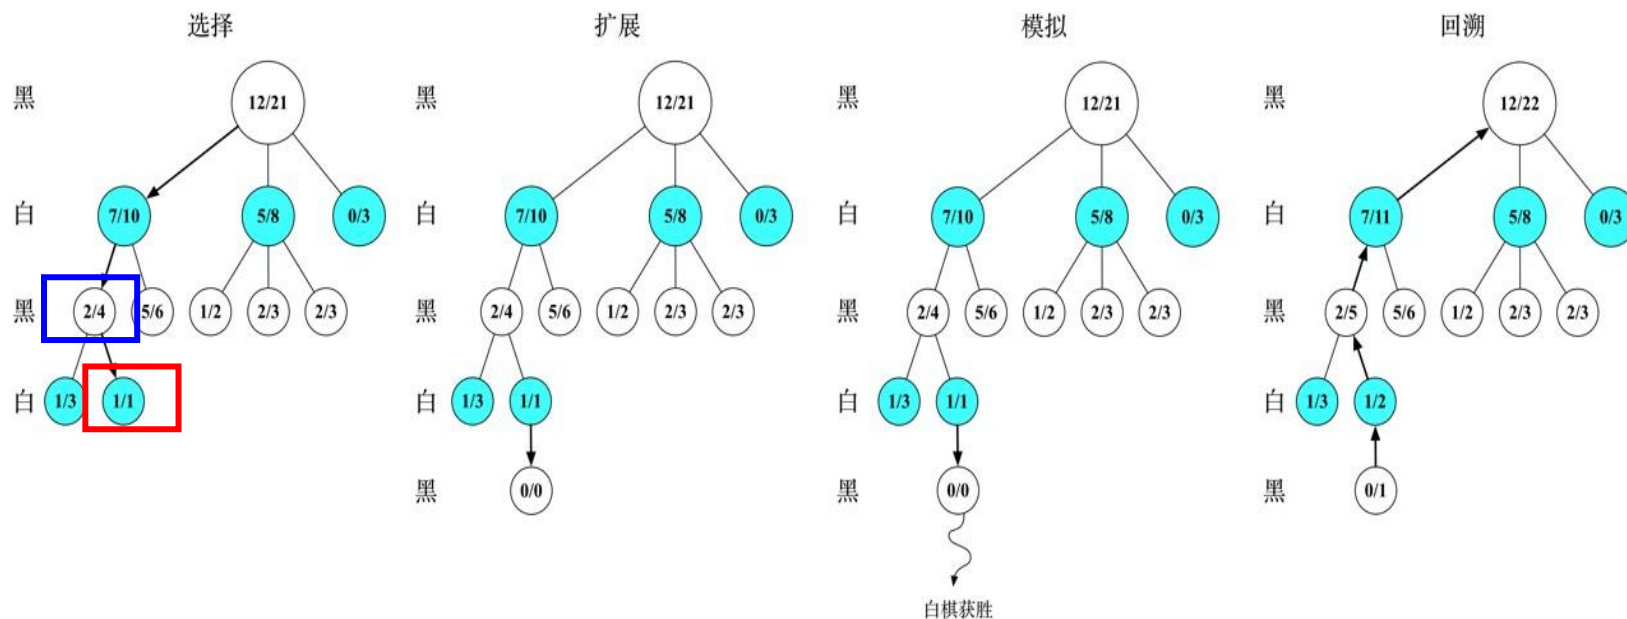 选择 扩展 模拟 回溯
黑 12/21 黑 12/21 黑 12/21 黑 12/22
白 7/10 5/8 0/3 白 7/10 5/8 0/3 白 7/10 5/8 0/3 白 7/11 5/8 0/3
黑 2/4 5/6 1/2 2/3 2/3 黑 2/4 5/6 1/2 2/3 2/3 黑 2/4 5/6 1/2 2/3 2/3 黑 2/5 5/6 1/2 2/3 2/3
白 1/3 1/1 白 1/3 1/1 白 1/3 1/1 白 1/3 1/2
黑 0/0 黑 0/0 黑 0/1
白棋获胜